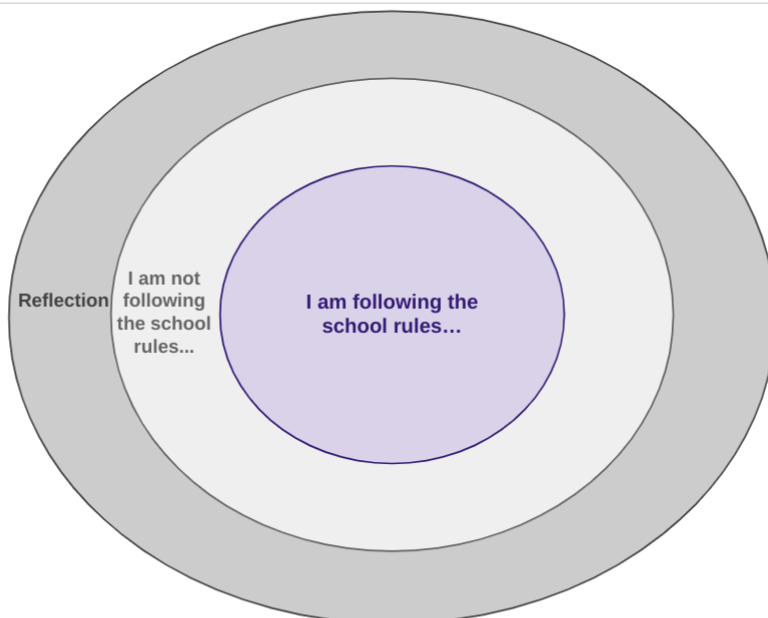 Reflection
I am not
following
the school
rules...
I am following the
school rules…